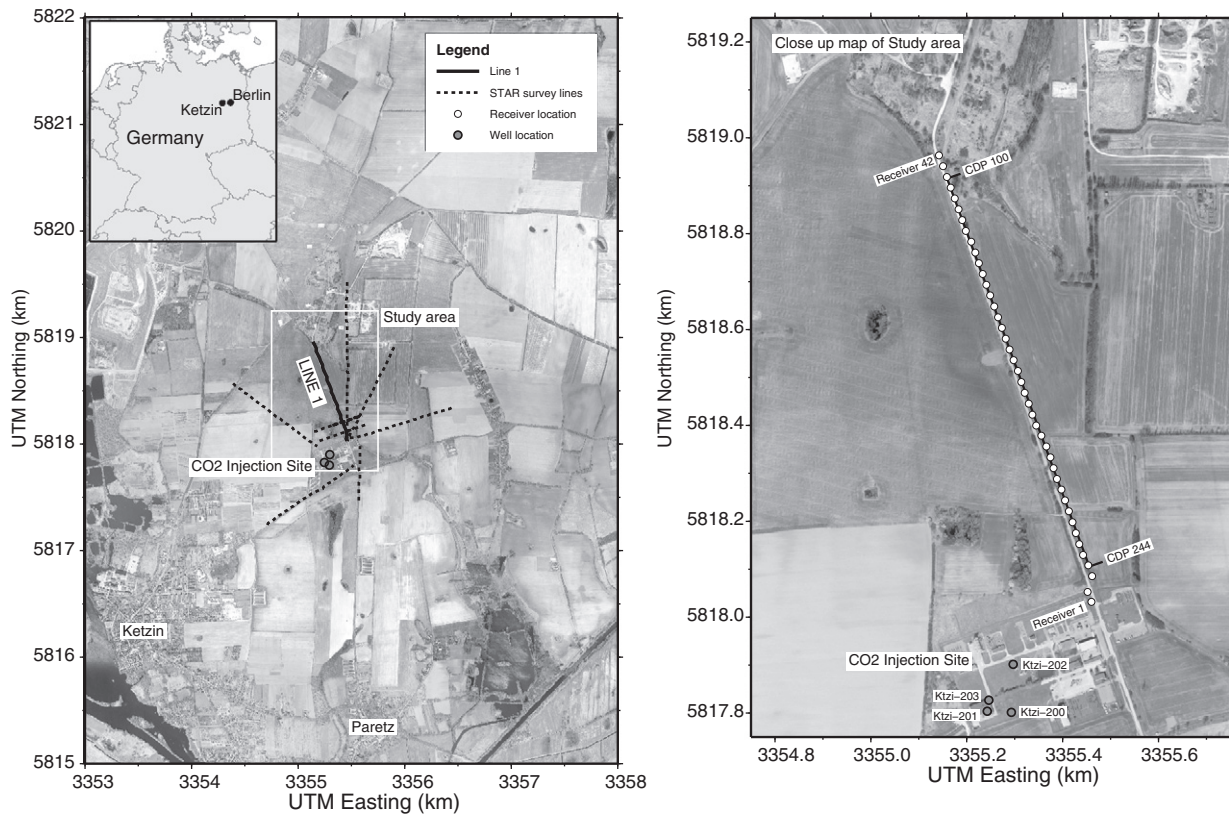 5822
5821
5820
5819
5818
5817
5816
5815
UTM Northing (km)
3353
3354
3355
3356
3357
3358
UTM Easting (km)
Berlin
Ketzin
Germany
Legend
Line 1
STAR survey lines
Receiver location
Well location
Study area
LINE 1
CO2 Injection Site
Ketzin
Paretz
Close up map of Study area
5819.2
5819.0
5818.8
5818.6
5818.4
5818.2
5818.0
5817.8
UTM Northing (km)
3354.8
3355.0
3355.2
3355.4
3355.6
UTM Easting (km)
Receiver 42
CDP 100
CDP 244
Receiver 1
CO2 Injection Site
Ktzi–202
Ktzi–203
Ktzi–201
Ktzi–200